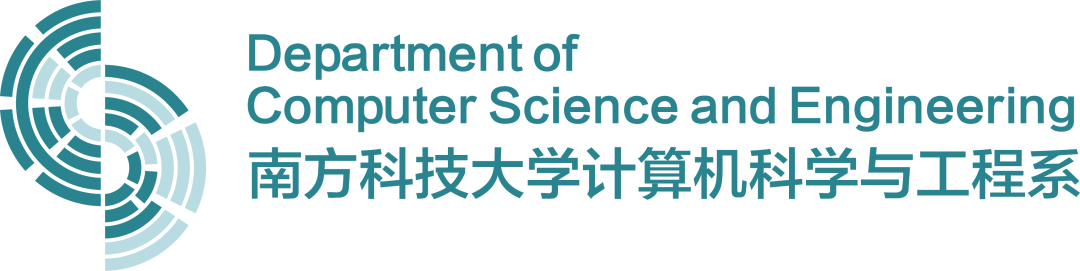 Department of
Computer Science and Engineering
南方科技大学计算机科学与工程系